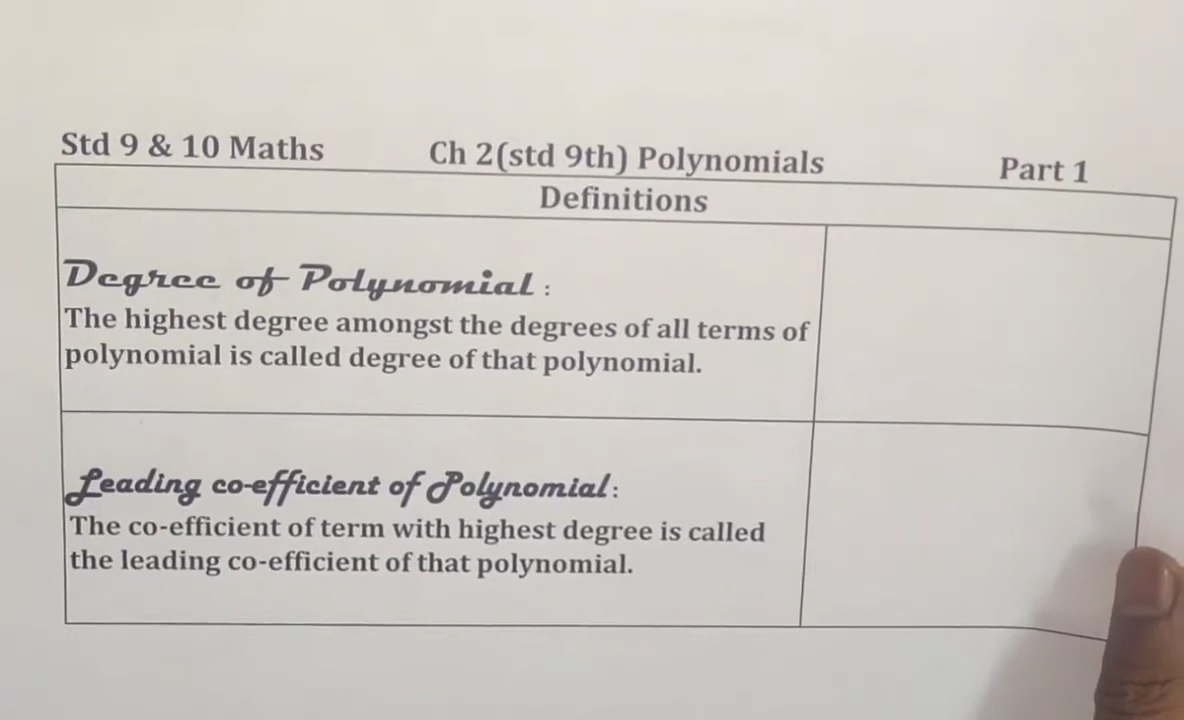 Std 9 & 10 Maths Ch 2(std 9th) Polynomials Part 1
Definitions
Degree of Polynomial :
The highest degree amongst the degrees of all terms of
polynomial is called degree of that polynomial.
Leading co-efficient of Polynomial:
The co-efficient of term with highest degree is called
the leading co-efficient of that polynomial.